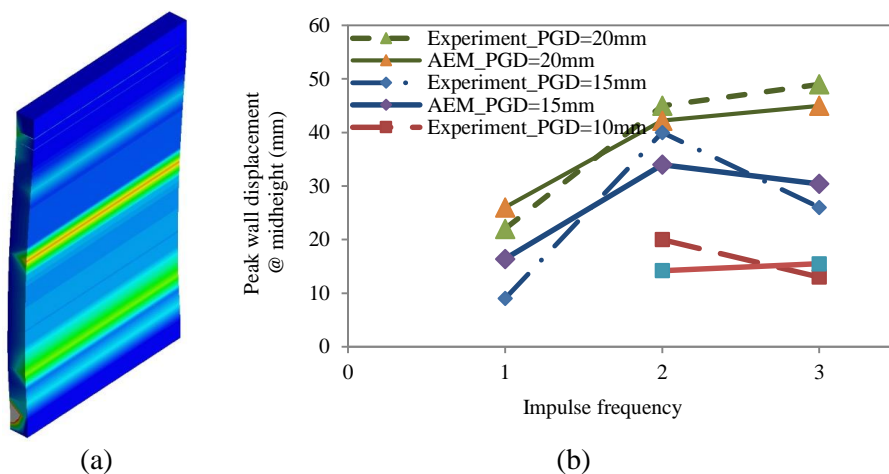 60
50
40
30
20
10
0
Peak wall displacement
@ midheight (mm)
Experiment_PGD=20mm
AEM_PGD=20mm
Experiment_PGD=15mm
AEM_PGD=15mm
Experiment_PGD=10mm
0 1 2 3
Impulse frequency
(a) (b)